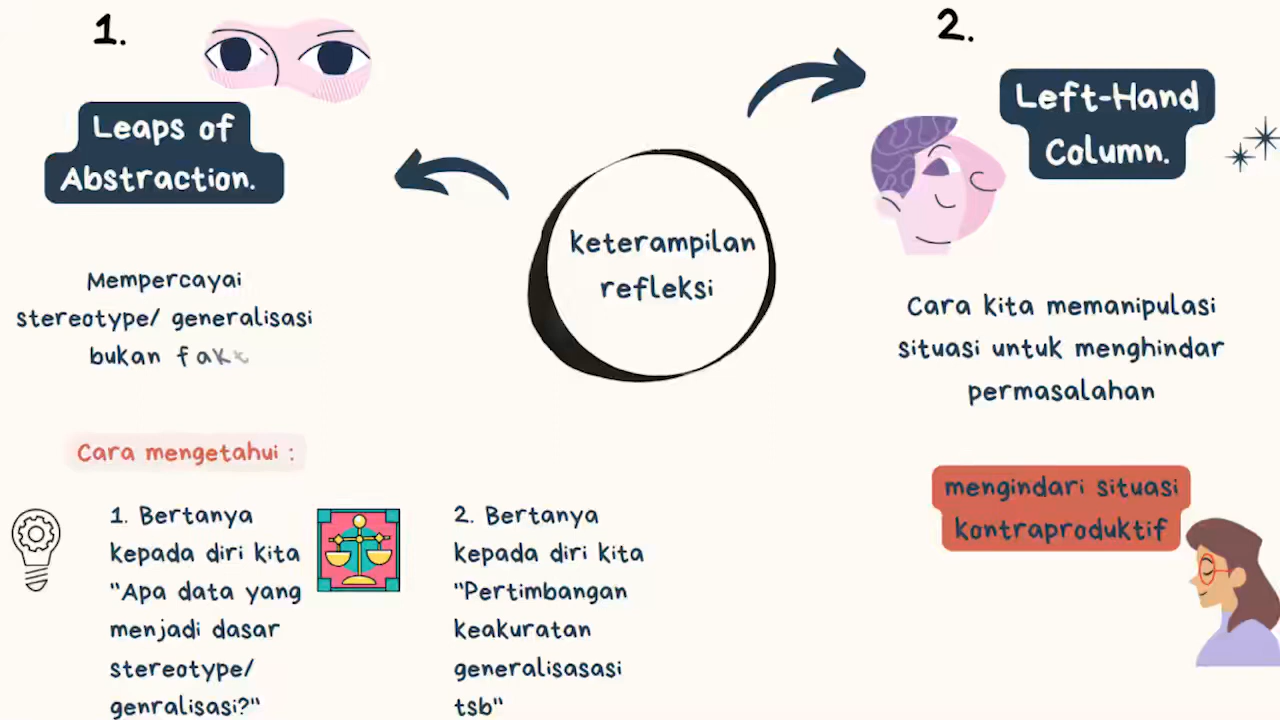 1.
Leaps of
Abstraction.
Mempercayai
stereotype/ generalisasi
bukan fakt
Cara mengetahui :
1. Bertanya
kepada diri kita
"Apa data yang
menjadi dasar
stereotype/
genralisasi?"
2. Bertanya
kepada diri kita
"Pertimbangan
keakuratan
generalisasasi
tsb"
keterampilan
refleksi
2.
Left-Hand
Column.
Cara kita memanipulasi
situasi untuk menghindar
permasalahan
mengindari situasi
kontraproduktif